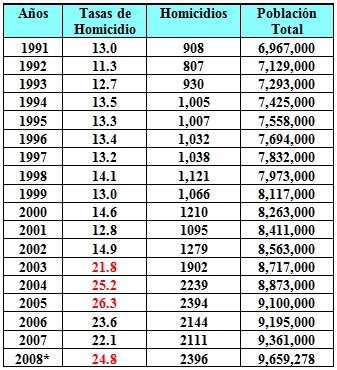 Años Tasas de Homicidio Homicidios Población Total
1991 13.0 908 6,967,000
1992 11.3 807 7,129,000
1993 12.7 930 7,293,000
1994 13.5 1,005 7,425,000
1995 13.3 1,007 7,558,000
1996 13.4 1,032 7,694,000
1997 13.2 1,038 7,832,000
1998 14.1 1,121 7,973,000
1999 13.0 1,066 8,117,000
2000 14.6 1210 8,263,000
2001 12.8 1095 8,411,000
2002 14.9 1279 8,563,000
2003 21.8 1902 8,717,000
2004 25.2 2239 8,873,000
2005 26.3 2394 9,100,000
2006 23.6 2144 9,195,000
2007 22.1 2111 9,361,000
2008* 24.8 2396 9,659,278